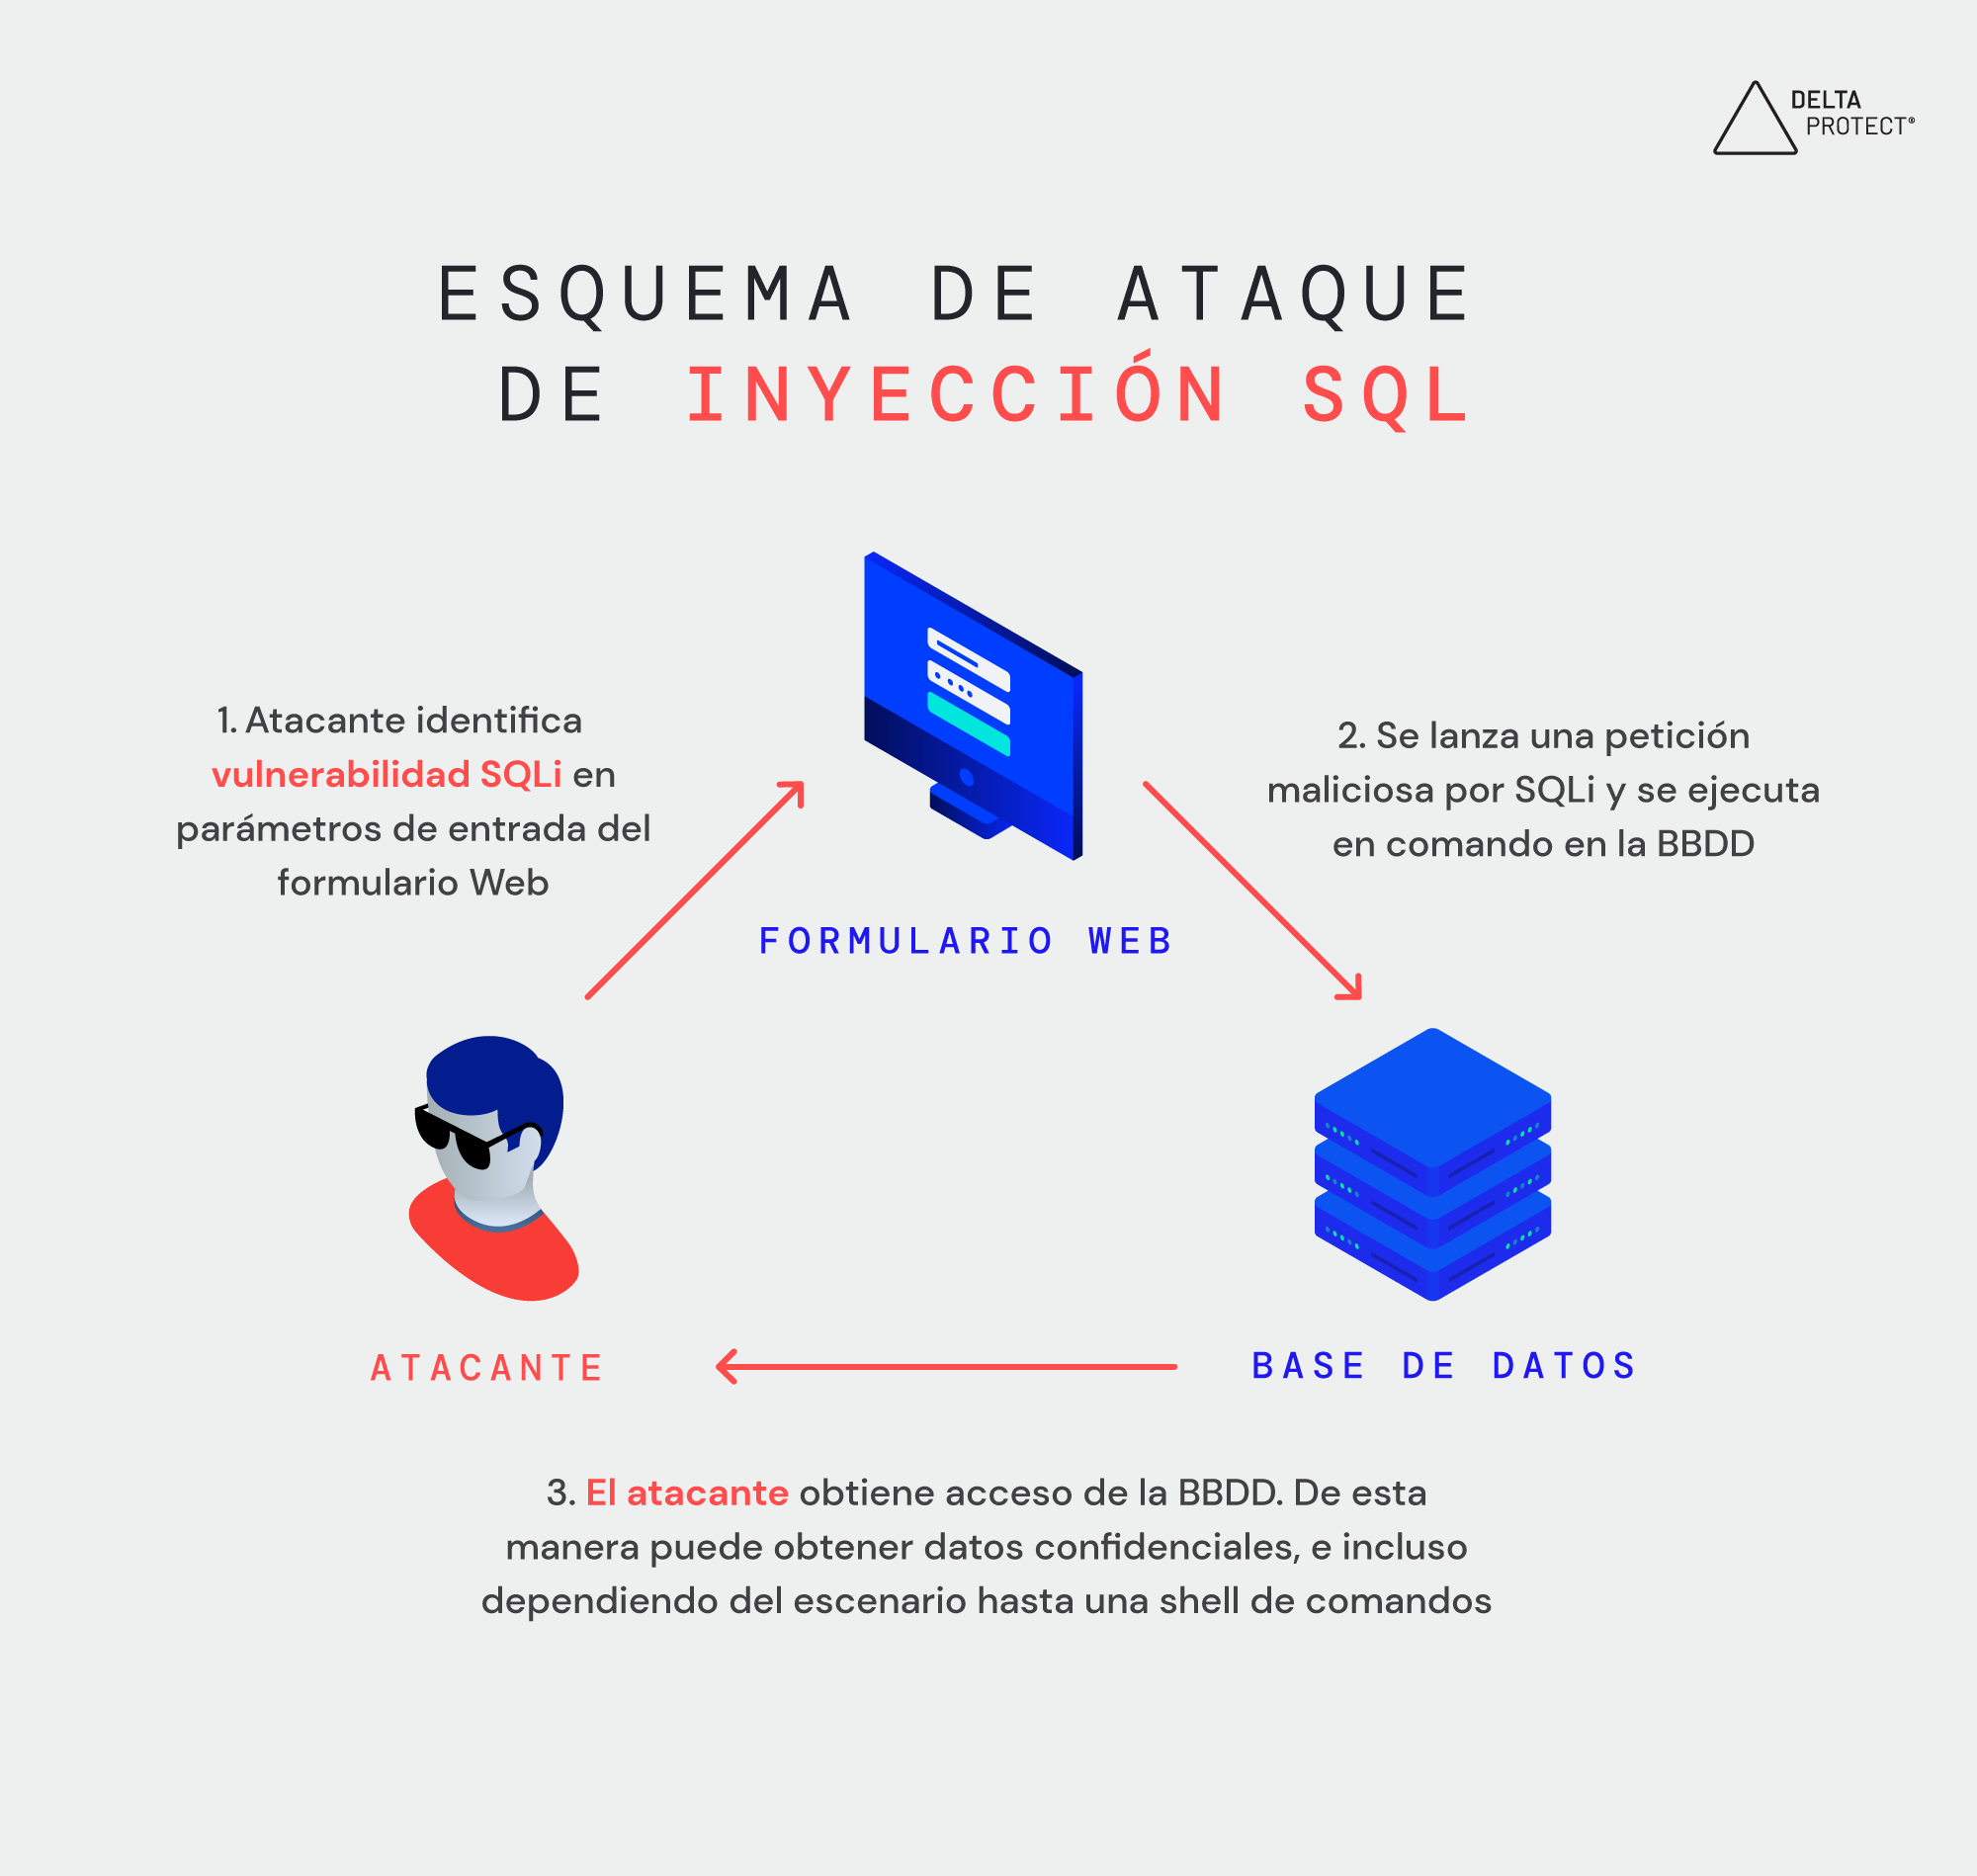 DELTA
PROTECT®
ESQUEMA DE ATAQUE
DE INYECCIÓN SQL
1. Atacante identifica
vulnerabilidad SQLi en
parámetros de entrada del
formulario Web
2. Se lanza una petición
maliciosa por SQLi y se ejecuta
en comando en la BBDD
FORMULARIO WEB
ATACANTE
BASE DE DATOS
3. El atacante obtiene acceso de la BBDD. De esta
manera puede obtener datos confidenciales, e incluso
dependiendo del escenario hasta una shell de comandos